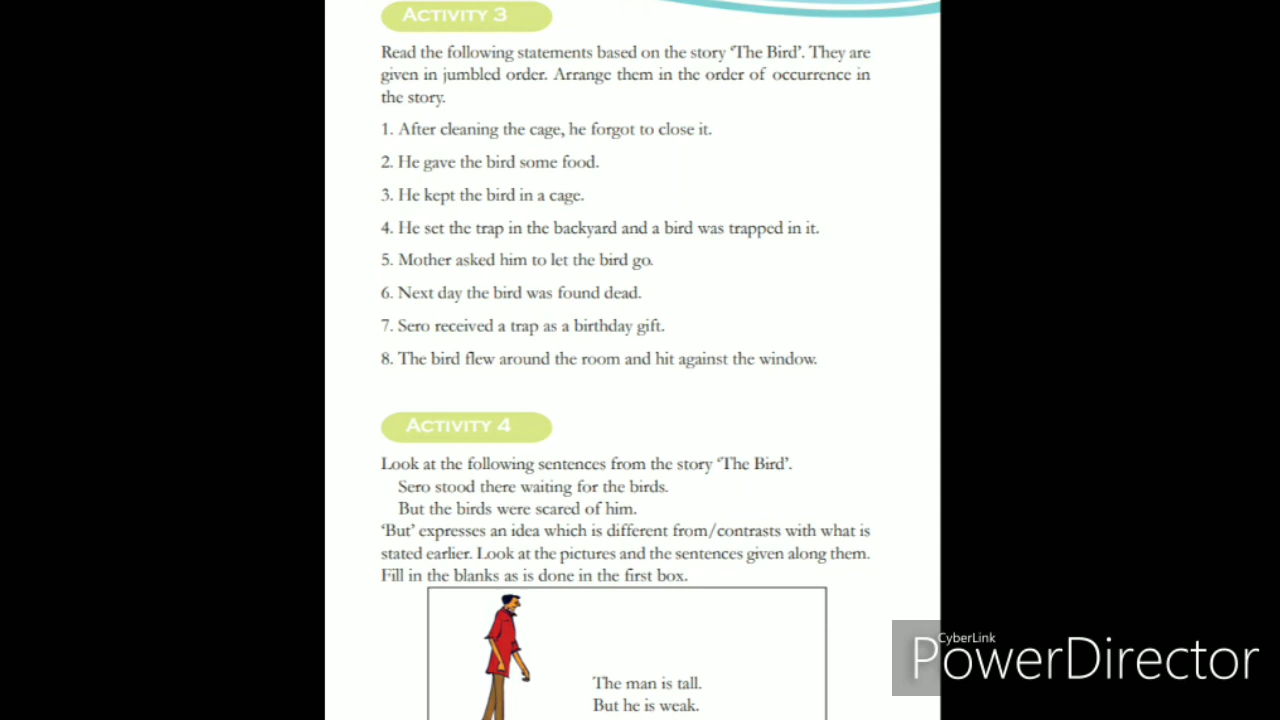 ACTIVITY 3
Read the following statements based on the story ‘The Bird’. They are
given in jumbled order. Arrange them in the order of occurrence in
the story.
1. After cleaning the cage, he forgot to close it.
2. He gave the bird some food.
3. He kept the bird in a cage.
4. He set the trap in the backyard and a bird was trapped in it.
5. Mother asked him to let the bird go.
6. Next day the bird was found dead.
7. Sero received a trap as a birthday gift.
8. The bird flew around the room and hit against the window.
ACTIVITY 4
Look at the following sentences from the story ‘The Bird’.
Sero stood there waiting for the birds.
But the birds were scared of him.
‘But’ expresses an idea which is different from/contrasts with what is
stated earlier. Look at the pictures and the sentences given along them.
Fill in the blanks as is done in the first box.
The man is tall.
But he is weak.
CyberLink
PowerDirector